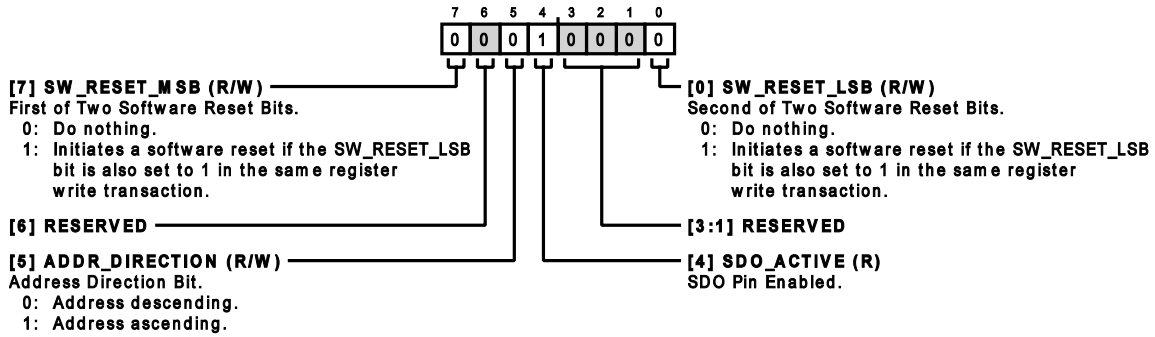 7 6 5 4 3 2 1 0
0 0 0 1 0 0 0 0
[7] SW_RESET_MSB (R/W)
First of Two Software Reset Bits.
0: Do nothing.
1: Initiates a software reset if the SW_RESET_LSB
bit is also set to 1 in the same register
write transaction.
[6] RESERVED
[5] ADDR_DIRECTION (R/W)
Address Direction Bit.
0: Address descending.
1: Address ascending.
[0] SW_RESET_LSB (R/W)
Second of Two Software Reset Bits.
0: Do nothing.
1: Initiates a software reset if the SW_RESET_LSB
bit is also set to 1 in the same register
write transaction.
[3:1] RESERVED
[4] SDO_ACTIVE (R)
SDO Pin Enabled.